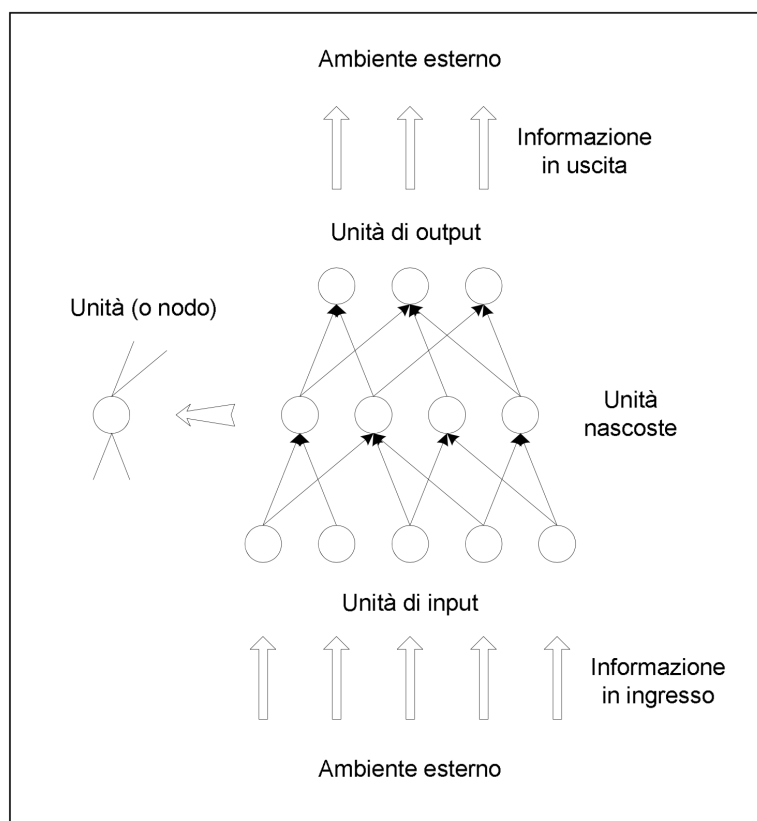 Ambiente esterno
Informazione
in uscita
Unità di output
Unità (o nodo)
Unità
nascoste
Unità di input
Informazione
in ingresso
Ambiente esterno